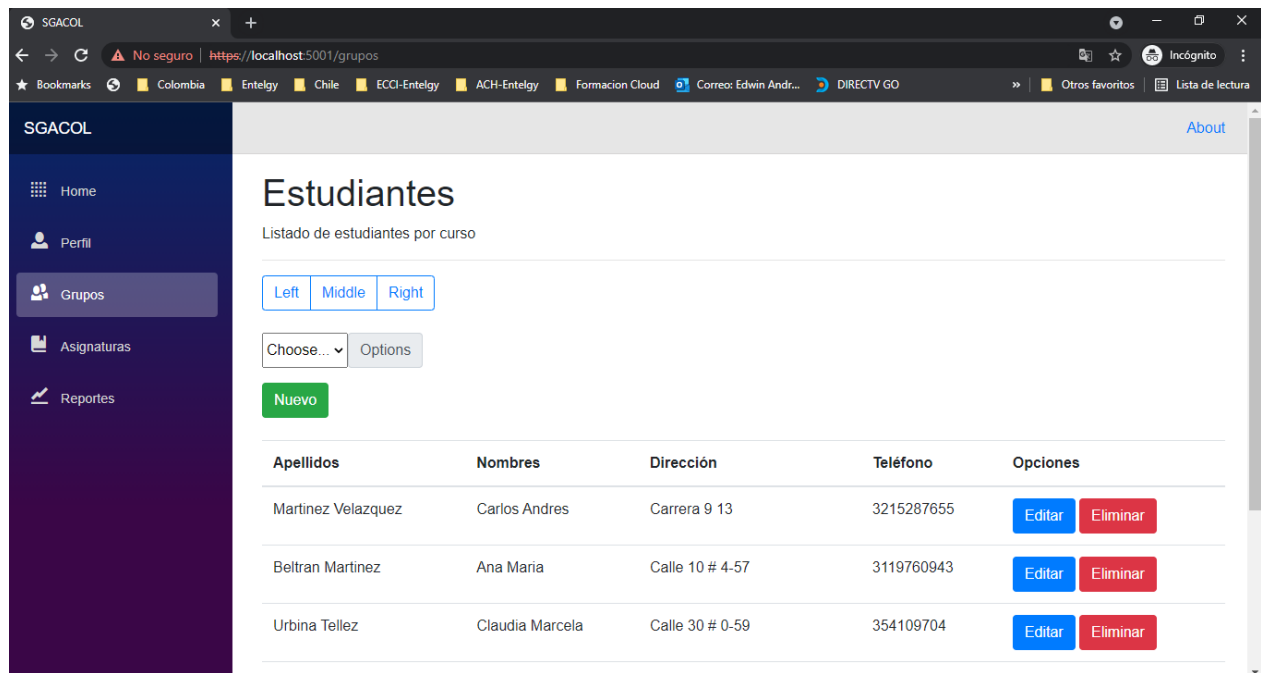 SGACOL
No seguro | https://localhost:5001/grupos
Incógnito
Bookmarks Colombia Entelgy Chile ECCI-Entelgy ACH-Entelgy Formacion Cloud Correo: Edwin Andr... DIRECTV GO » Otros favoritos Lista de lectura
SGACOL
About
Home
Perfil
Grupos
Asignaturas
Reportes
Estudiantes
Listado de estudiantes por curso
Left Middle Right
Choose... Options
Nuevo
Apellidos Nombres Dirección Teléfono Opciones
Martinez Velazquez Carlos Andres Carrera 9 13 3215287655 Editar Eliminar
Beltran Martinez Ana Maria Calle 10 # 4-57 3119760943 Editar Eliminar
Urbina Tellez Claudia Marcela Calle 30 # 0-59 354109704 Editar Eliminar